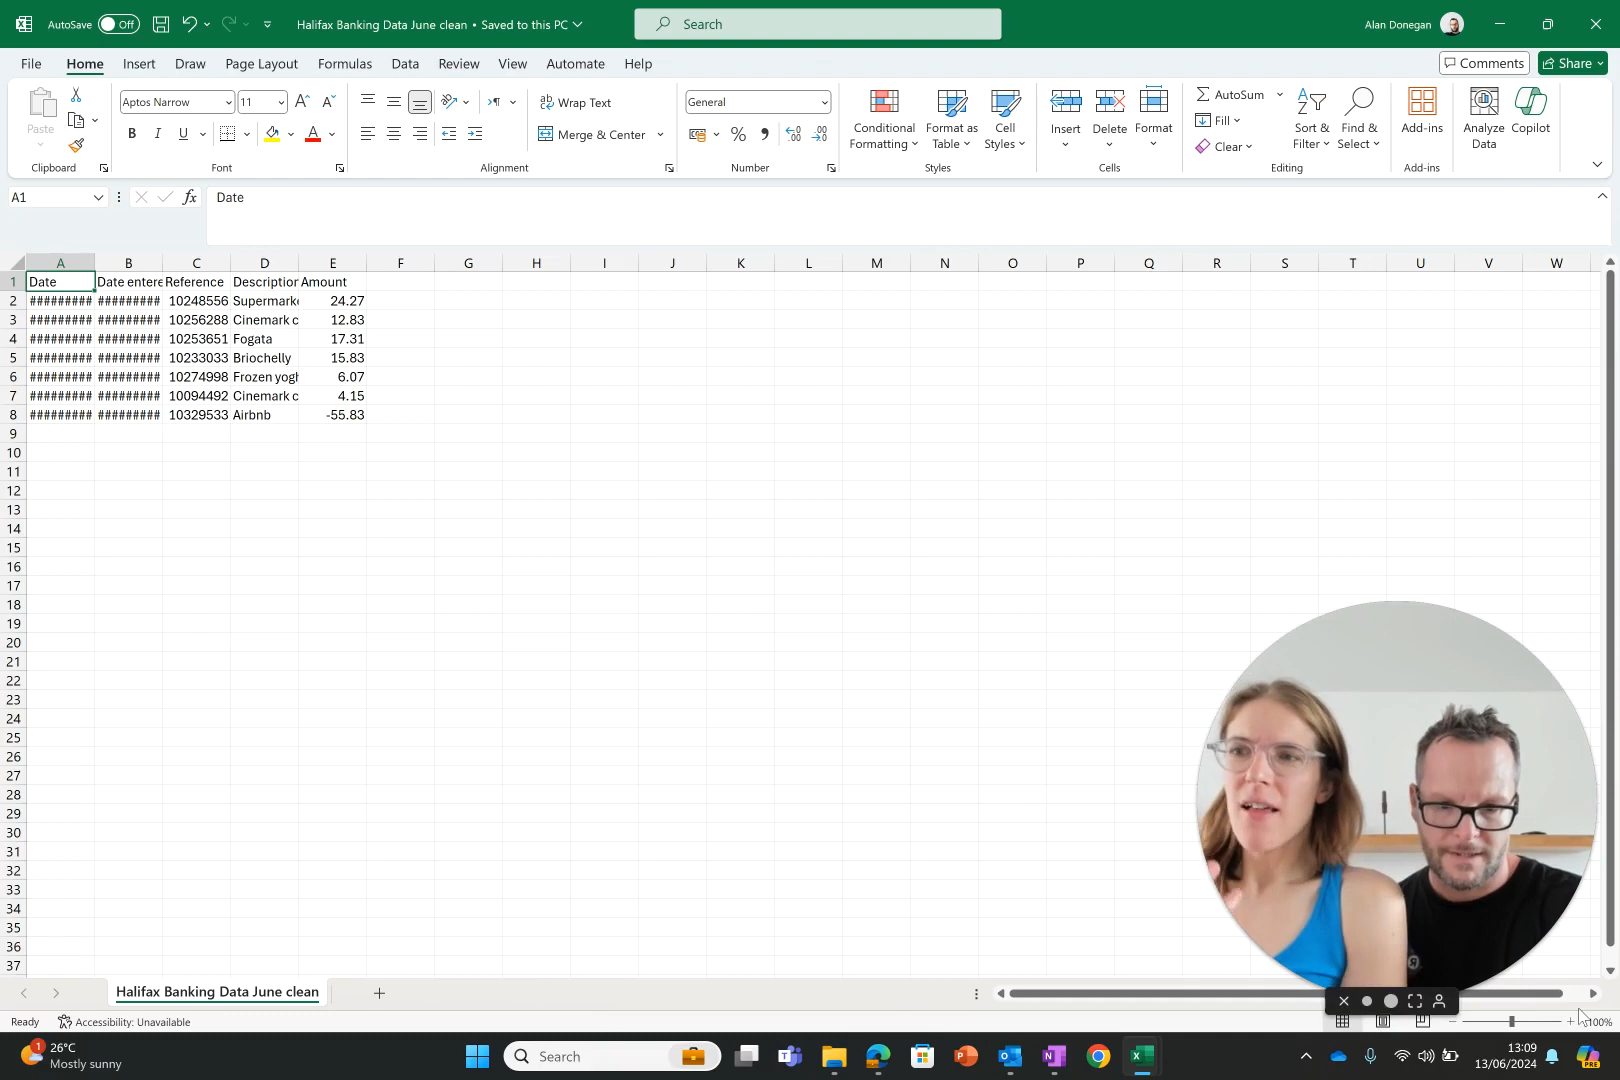 AutoSave Off Halifax Banking Data June clean • Saved to this PC Search Alan Donegan
File Home Insert Draw Page Layout Formulas Data Review View Automate Help Comments Share
Paste Clipboard
Aptos Narrow 11 B I U A Font
ab Wrap Text Merge & Center Alignment
General % Number
Conditional Formatting Format as Table Cell Styles Styles
Insert Delete Format Cells
AutoSum Fill Clear Sort & Filter Find & Select Editing
Add-ins Add-ins
Analyze Data Copilot
A1 fx Date
A B C D E F G H I J K L M N O P Q R S T U V W
1 Date Date entere Reference Description Amount
2 ######### ######### 10248556 Supermarke 24.27
3 ######### ######### 10256288 Cinemark c 12.83
4 ######### ######### 10253651 Fogata 17.31
5 ######### ######### 10233033 Briochelly 15.83
6 ######### ######### 10274998 Frozen yogh 6.07
7 ######### ######### 10094492 Cinemark c 4.15
8 ######### ######### 10329533 Airbnb -55.83
9
10
11
12
13
14
15
16
17
18
19
20
21
22
23
24
25
26
27
28
29
30
31
32
33
34
35
36
37
Halifax Banking Data June clean
Ready Accessibility: Unavailable 100%
1 26°C Search 13:09
Mostly sunny 13/06/2024